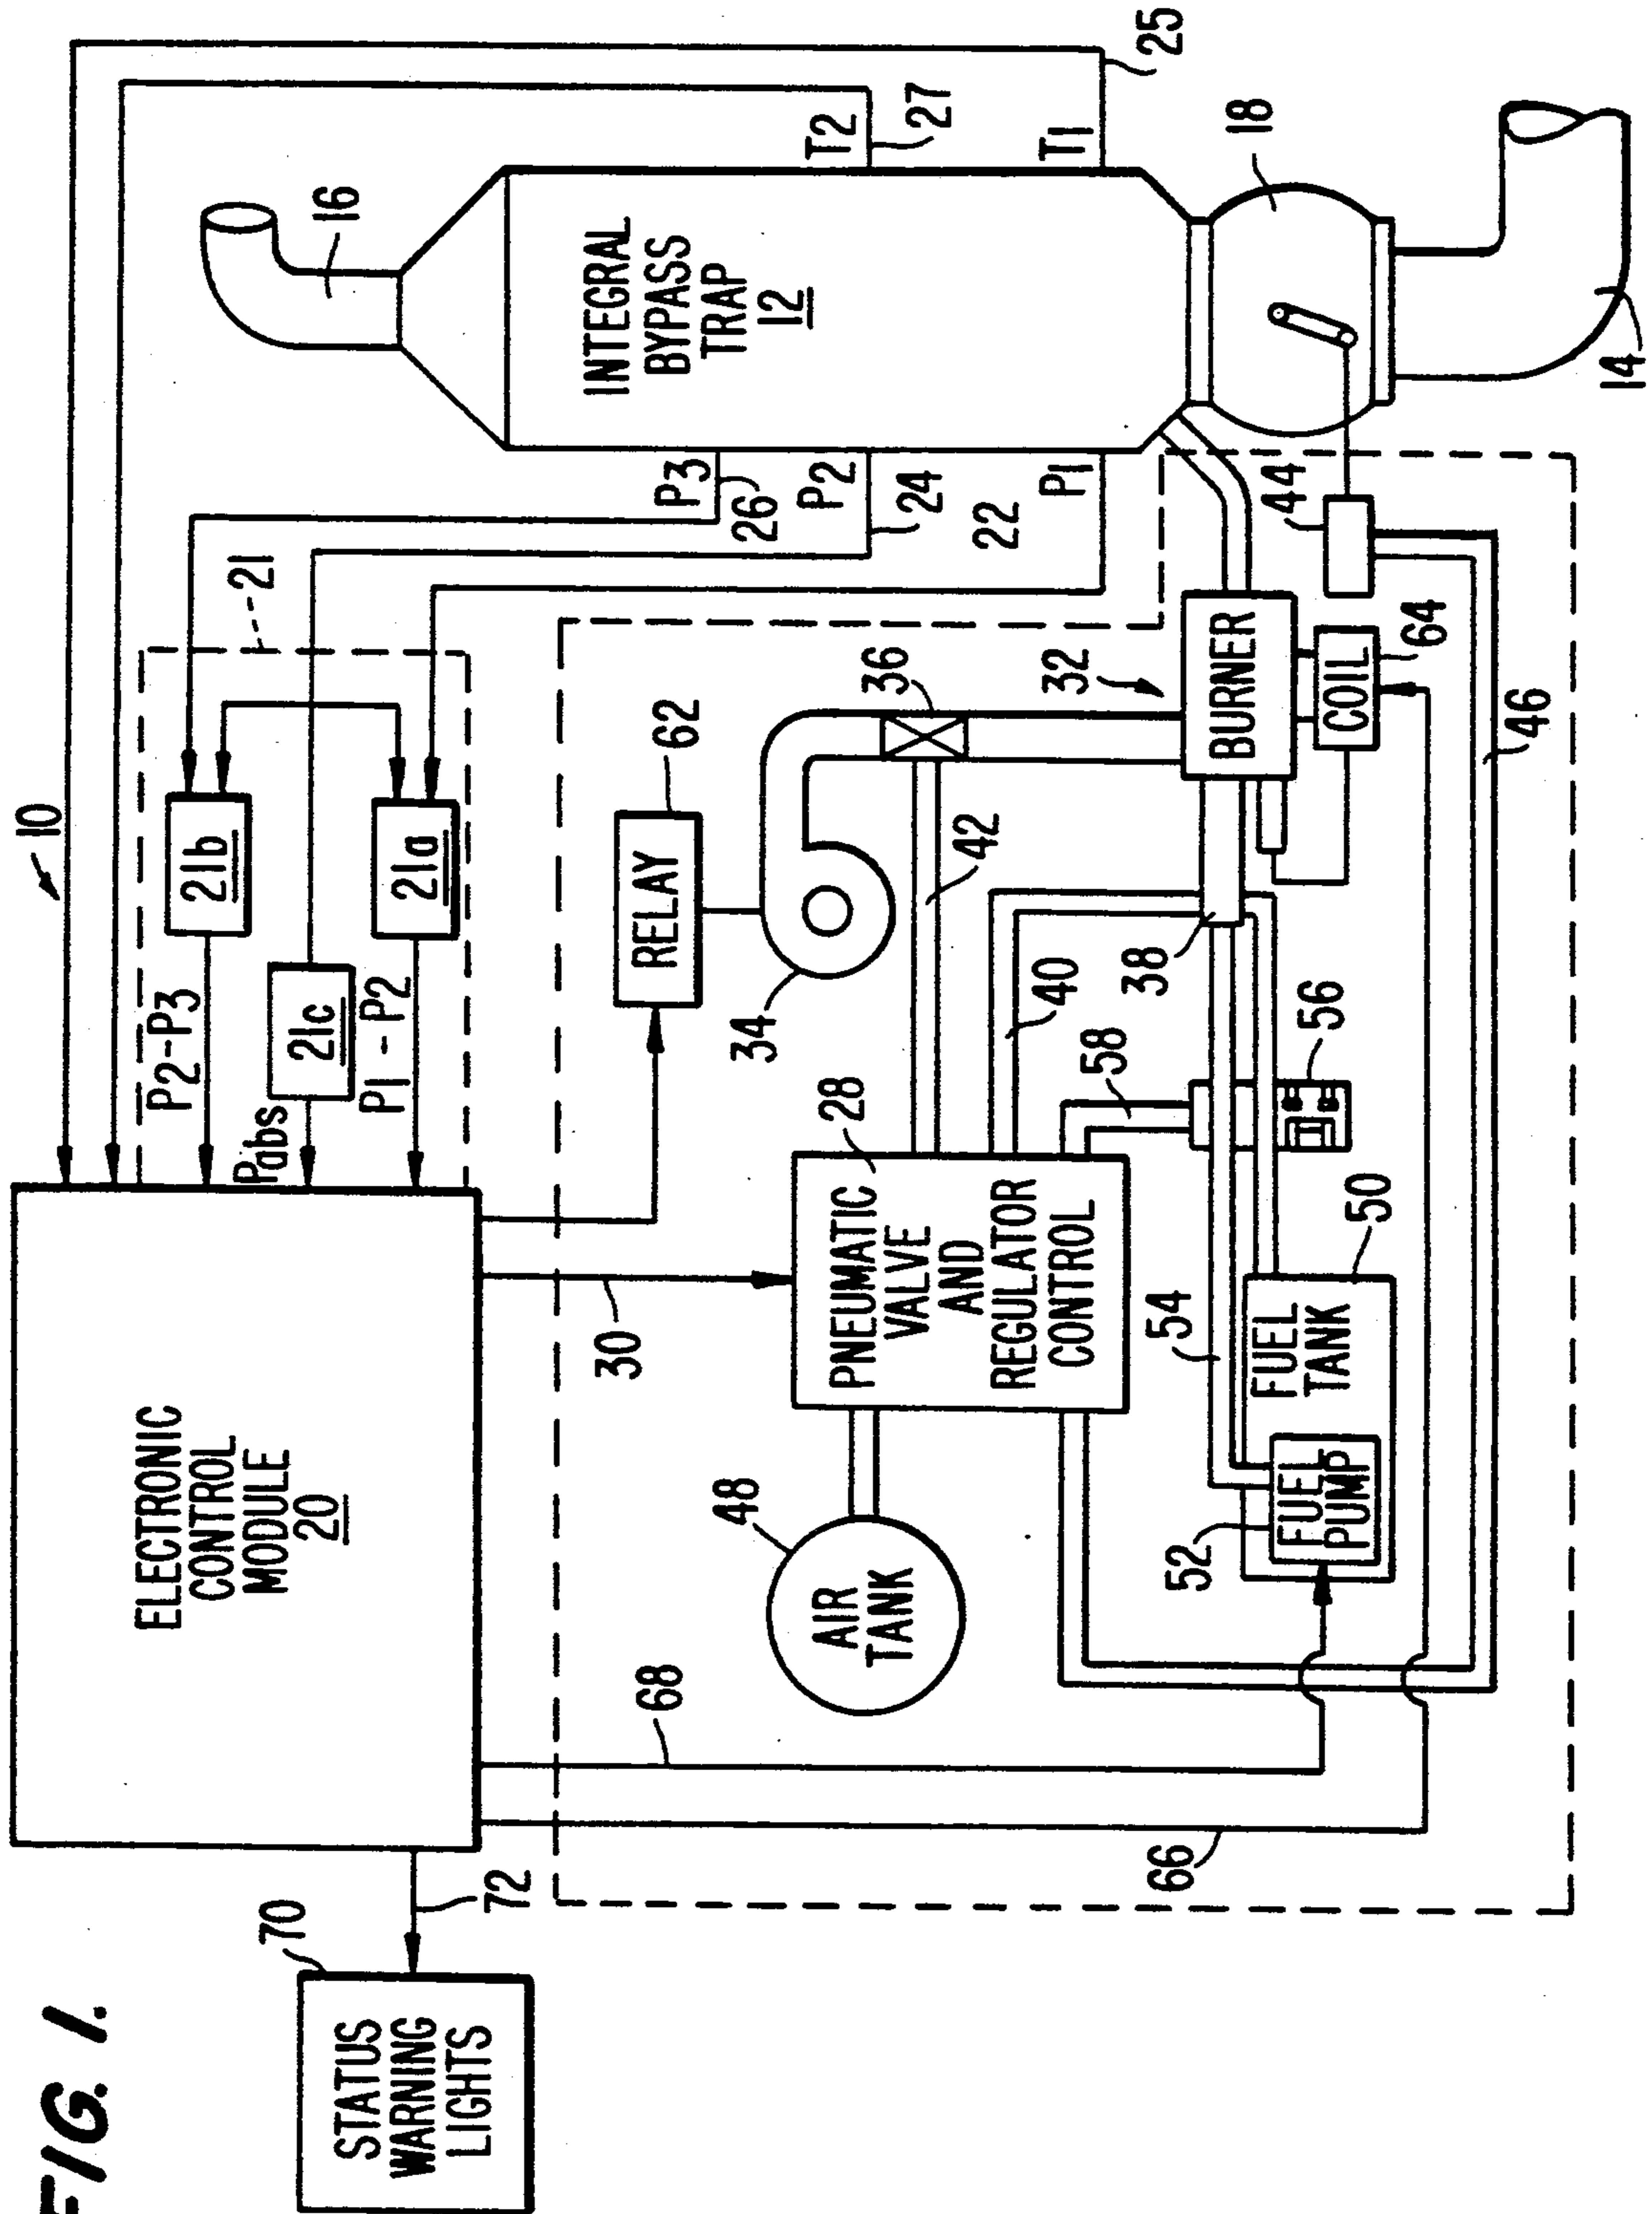 FIG. 1.
10
ELECTRONIC
CONTROL
MODULE
20
P2-P3
Pabs
P1-P2
21b
21c
21a
21
P3
26
P2
24
22
P1
16
INTEGRAL
BYPASS
TRAP
12
T2
27
T1
25
18
14
STATUS
WARNING
LIGHTS
70
72
68
66
30
RELAY
62
34
36
32
BURNER
COIL
64
44
46
42
40
38
28
PNEUMATIC
VALVE
AND
REGULATOR
CONTROL
58
56
48
AIR
TANK
54
50
FUEL
TANK
52
FUEL
PUMP